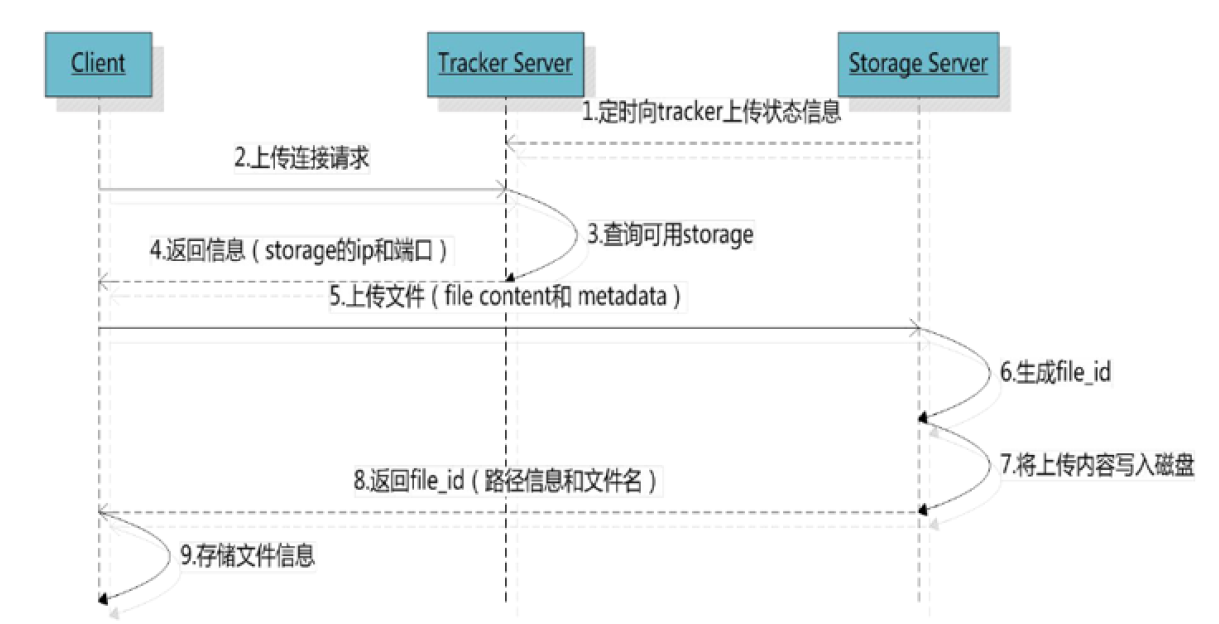 Client
Tracker Server
Storage Server
1.定时向tracker上传状态信息
2.上传连接请求
3.查询可用storage
4.返回信息（storage的ip和端口）
5.上传文件（file content和 metadata）
6.生成file_id
7.将上传内容写入磁盘
8.返回file_id（路径信息和文件名）
9.存储文件信息